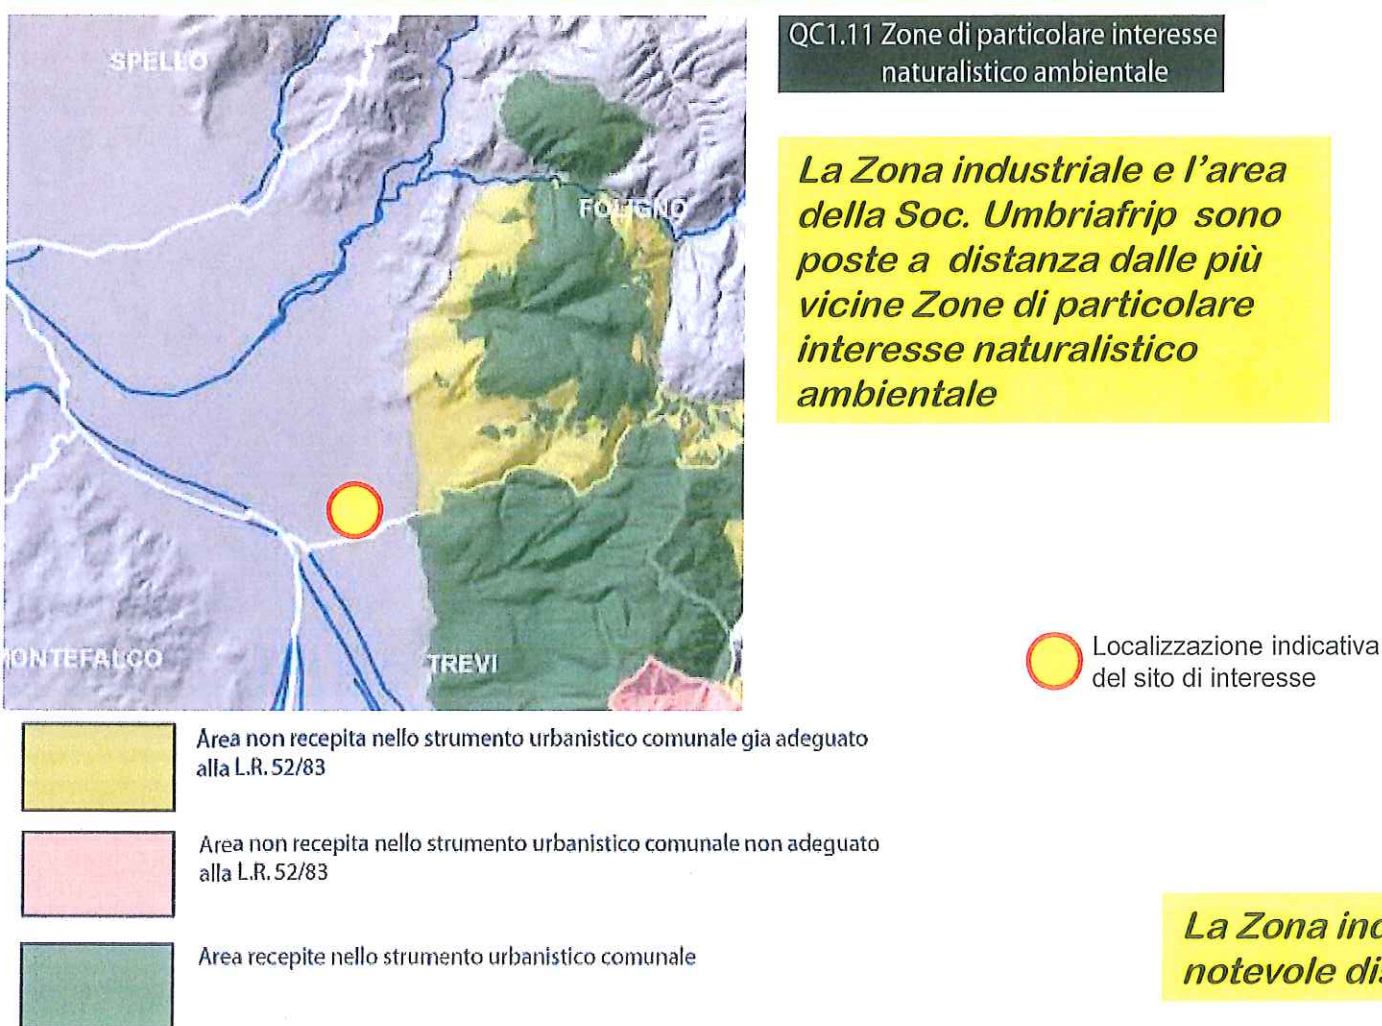 SPELLO
FOLIGNO
ONTEFALCO
TREVI
QC1.11 Zone di particolare interesse
naturalistico ambientale
La Zona industriale e l'area
della Soc. Umbriafrip sono
poste a distanza dalle più
vicine Zone di particolare
interesse naturalistico
ambientale
Localizzazione indicativa
del sito di interesse
Area non recepita nello strumento urbanistico comunale gia adeguato
alla L.R. 52/83
Area non recepita nello strumento urbanistico comunale non adeguato
alla L.R. 52/83
Area recepite nello strumento urbanistico comunale
La Zona ind
notevole di